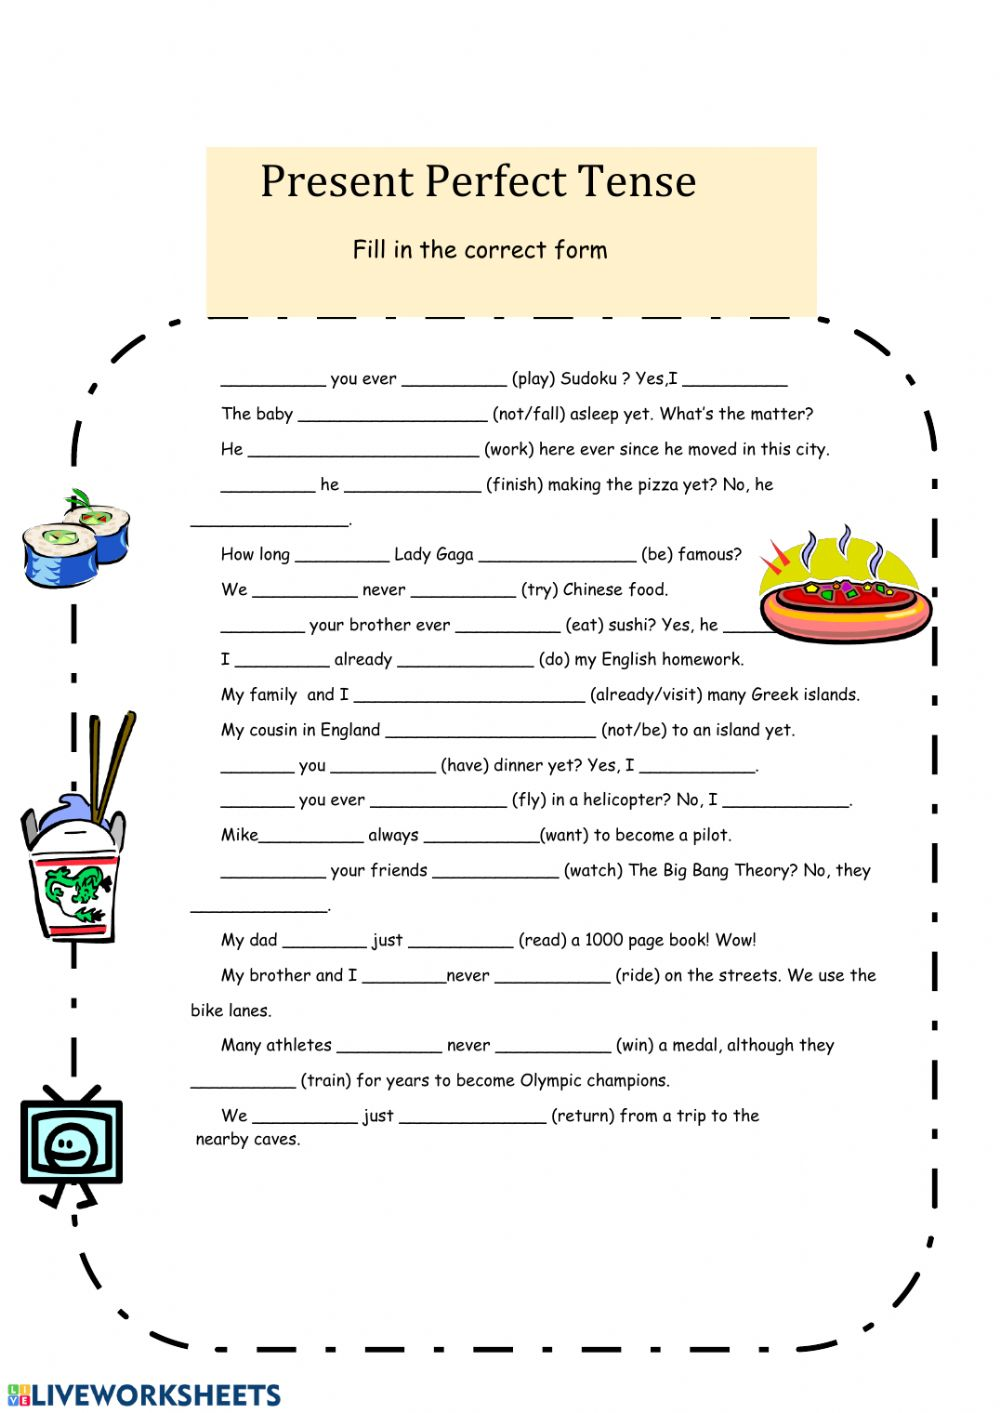 Present Perfect Tense
Fill in the correct form
__________ you ever __________ (play) Sudoku ? Yes,I __________
The baby __________________ (not/fall) asleep yet. What's the matter?
He ______________________ (work) here ever since he moved in this city.
_________ he _____________ (finish) making the pizza yet? No, he
_______________.
How long _________ Lady Gaga _______________ (be) famous?
We __________ never __________ (try) Chinese food.
________ your brother ever __________ (eat) sushi? Yes, he _____
I _________ already _____________ (do) my English homework.
My family and I ______________________ (already/visit) many Greek islands.
My cousin in England ____________________ (not/be) to an island yet.
_______ you __________ (have) dinner yet? Yes, I ___________.
_______ you ever _____________ (fly) in a helicopter? No, I ____________.
Mike__________ always ___________(want) to become a pilot.
__________ your friends ____________ (watch) The Big Bang Theory? No, they
_____________.
My dad ________ just __________ (read) a 1000 page book! Wow!
My brother and I ________never ___________ (ride) on the streets. We use the
bike lanes.
Many athletes __________ never ___________ (win) a medal, although they
__________ (train) for years to become Olympic champions.
We __________ just ______________ (return) from a trip to the
nearby caves.
LIVE LIVEWORKSHEETS